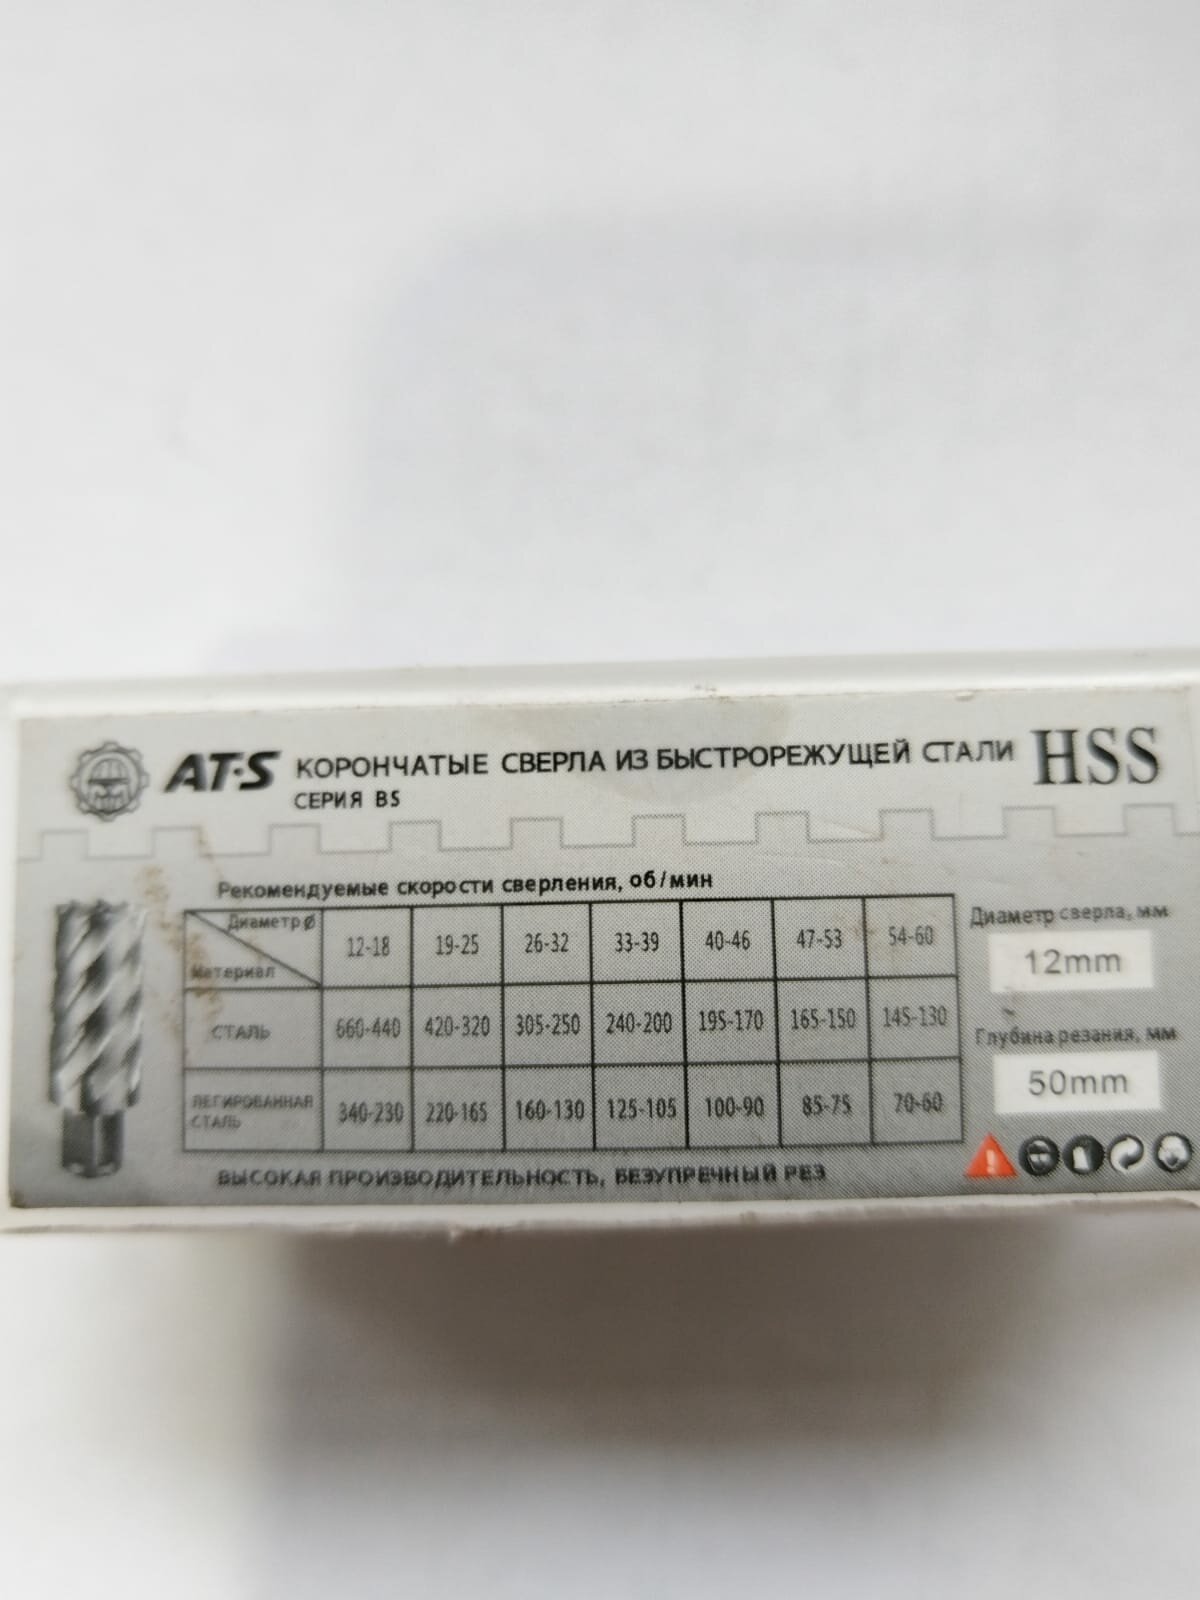 AT-S КОРОНЧАТЫЕ СВЕРЛА ИЗ БЫСТРОРЕЖУЩЕЙ СТАЛИ HSS
СЕРИЯ BS
Рекомендуемые скорости сверления, об/мин
Диаметр Ø 12-18 19-25 26-32 33-39 40-46 47-53 54-60
Материал
СТАЛЬ 660-440 420-320 305-250 240-200 195-170 165-150 145-130
ЛЕГИРОВАННАЯ СТАЛЬ 340-230 220-165 160-130 125-105 100-90 85-75 70-60
ВЫСОКАЯ ПРОИЗВОДИТЕЛЬНОСТЬ, БЕЗУПРЕЧНЫЙ РЕЗ
Диаметр сверла, мм
12mm
Глубина резания, мм
50mm